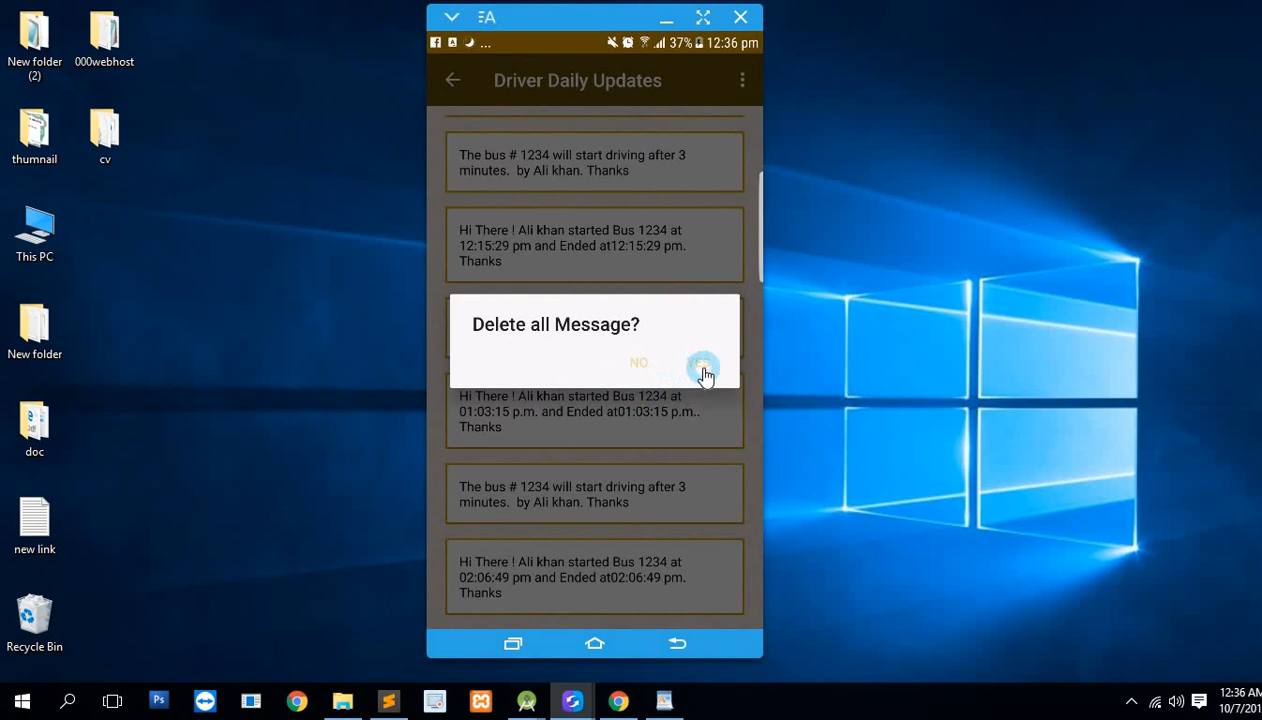 New folder
(2)
000webhost
thumnail
cv
This PC
New folder
doc
new link
Recycle Bin
37% 12:36 pm
Driver Daily Updates
The bus # 1234 will start driving after 3
minutes. by Ali khan. Thanks
Hi There ! Ali khan started Bus 1234 at
12:15:29 pm and Ended at12:15:29 pm.
Thanks
Delete all Message?
NO YES
Hi There ! Ali khan started Bus 1234 at
01:03:15 p.m. and Ended at01:03:15 p.m..
Thanks
The bus # 1234 will start driving after 3
minutes. by Ali khan. Thanks
Hi There ! Ali khan started Bus 1234 at
02:06:49 pm and Ended at02:06:49 pm.
Thanks
12:36 AM
10/7/201